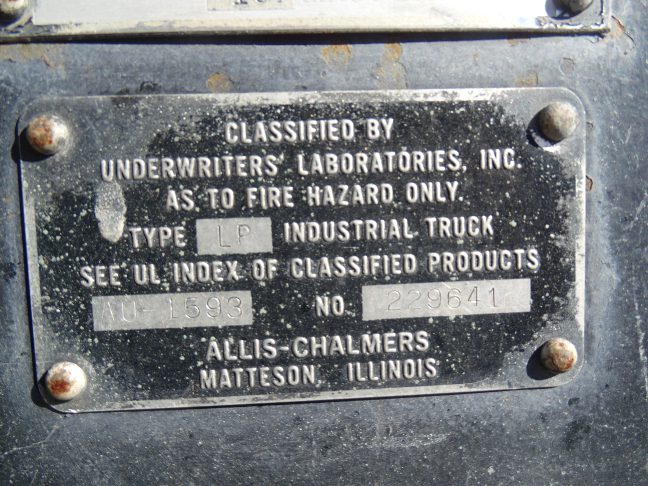 CLASSIFIED BY
UNDERWRITERS' LABORATORIES, INC.
AS TO FIRE HAZARD ONLY.
TYPE LP INDUSTRIAL TRUCK
SEE UL INDEX OF CLASSIFIED PRODUCTS
AU-1593 NO. 229641
ALLIS-CHALMERS
MATTESON, ILLINOIS